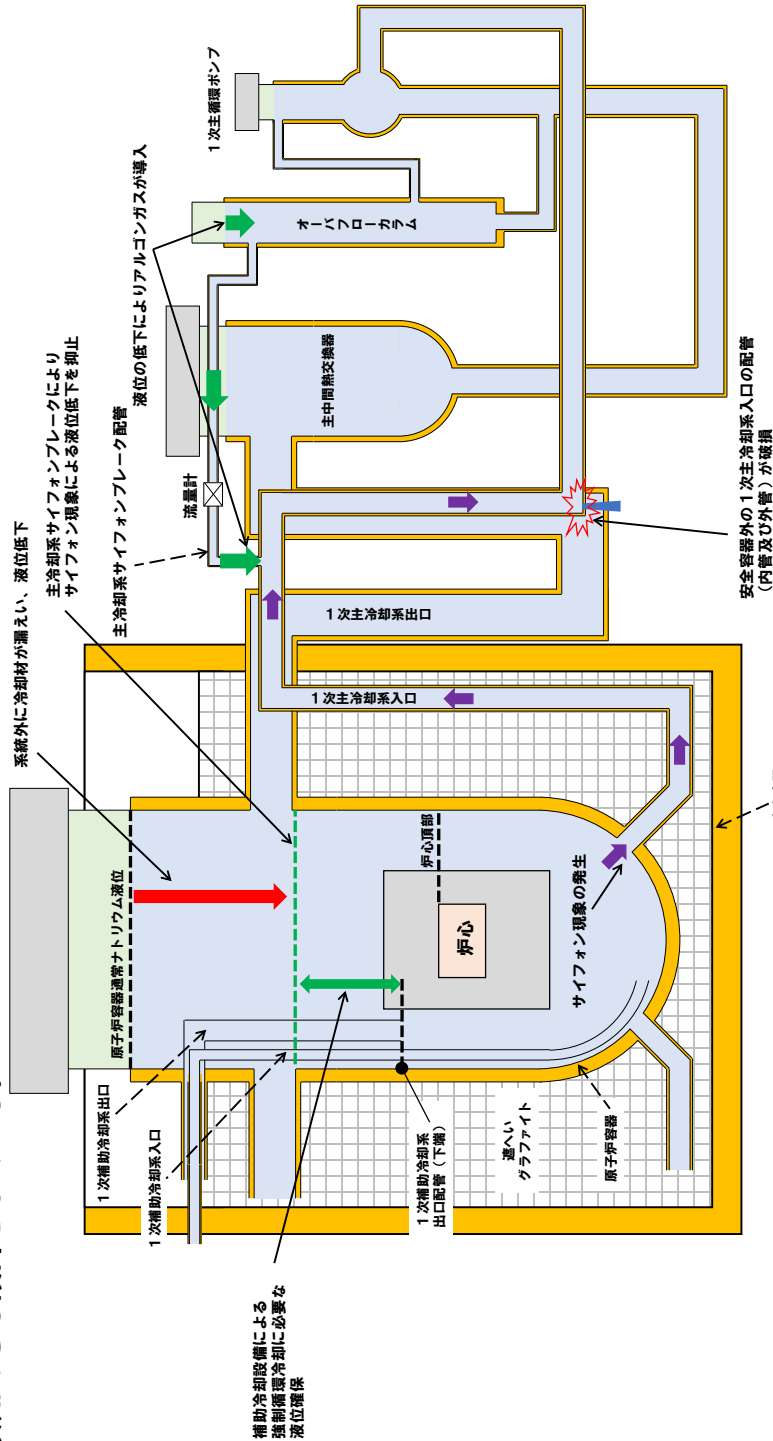 系統外に冷却材が漏えい、液位低下
主冷却系サイフォンブレークにより
サイフォン現象による液位低下を抑止
主冷却系サイフォンブレーク配管
液位の低下によりアルゴンガスが導入
流量計
1次主循環ポンプ
オーバフローカラム
主中間熱交換器
原子炉容器通常ナトリウム液位
1次補助冷却系出口
1次補助冷却系入口
1次主冷却系出口
1次主冷却系入口
炉心頂部
炉心
サイフォン現象の発生
補助冷却設備による
強制循環冷却に必要な
液位確保
1次補助冷却系
出口配管(下端)
遮へい
グラファイト
原子炉容器
安全容器外の1次主冷却系入口の配管
(内管及び外管)が破損